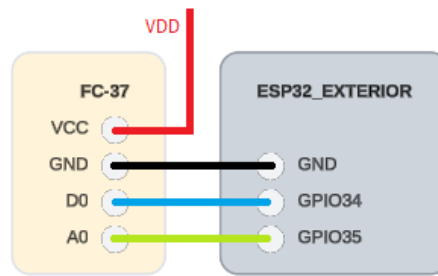 VDD
FC-37
ESP32_EXTERIOR
VCC
GND
GND
D0
GPIO34
A0
GPIO35